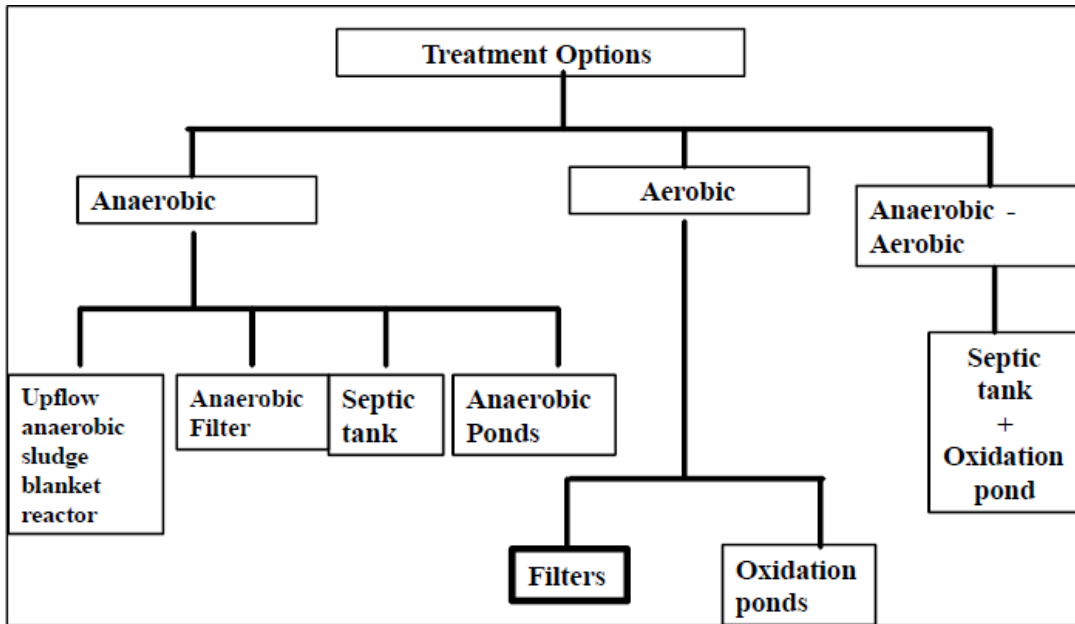 Treatment Options
Anaerobic
Aerobic
Anaerobic -
Aerobic
Upflow
anaerobic
sludge
blanket
reactor
Anaerobic
Filter
Septic
tank
Anaerobic
Ponds
Septic
tank
+
Oxidation
pond
Filters
Oxidation
ponds